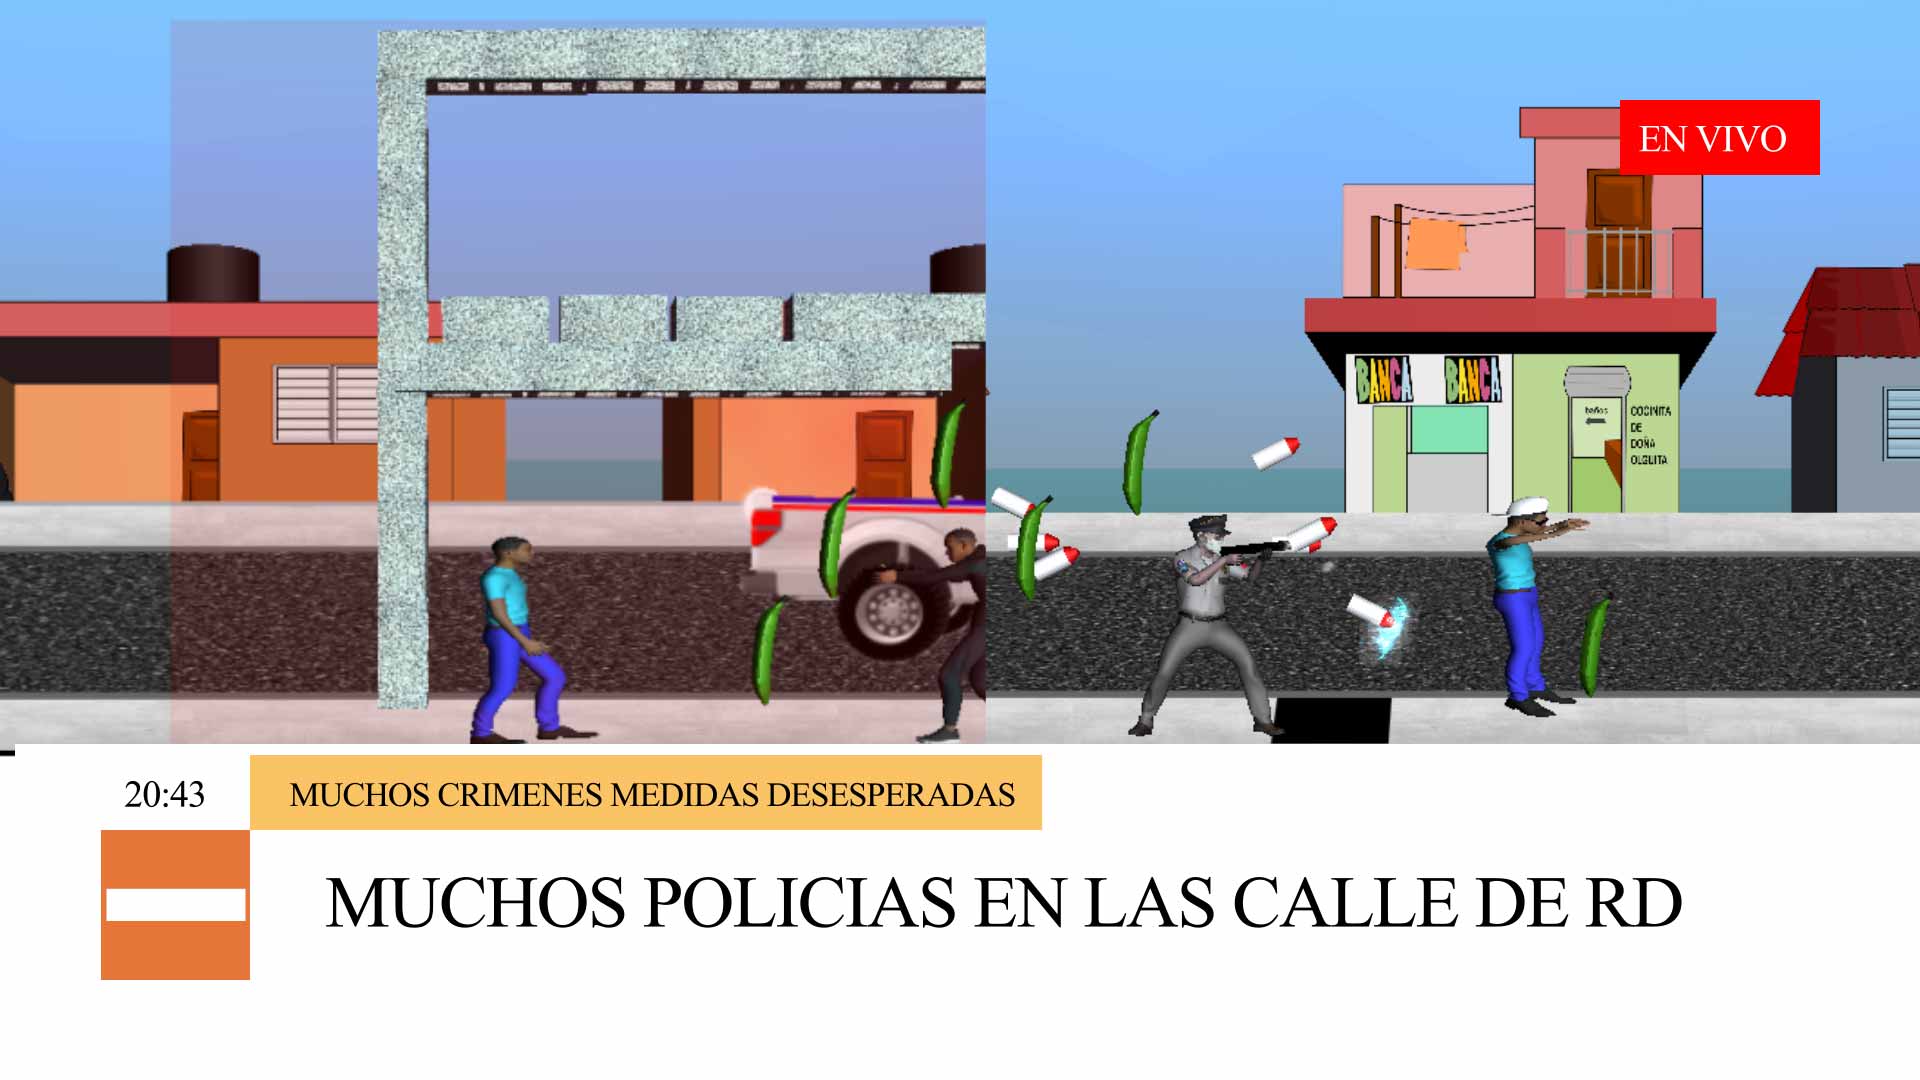 EN VIVO
BANCA BANCA
baños
COCINITA
DE
DOÑA
OLGUITA
20:43
MUCHOS CRIMENES MEDIDAS DESESPERADAS
MUCHOS POLICIAS EN LAS CALLE DE RD